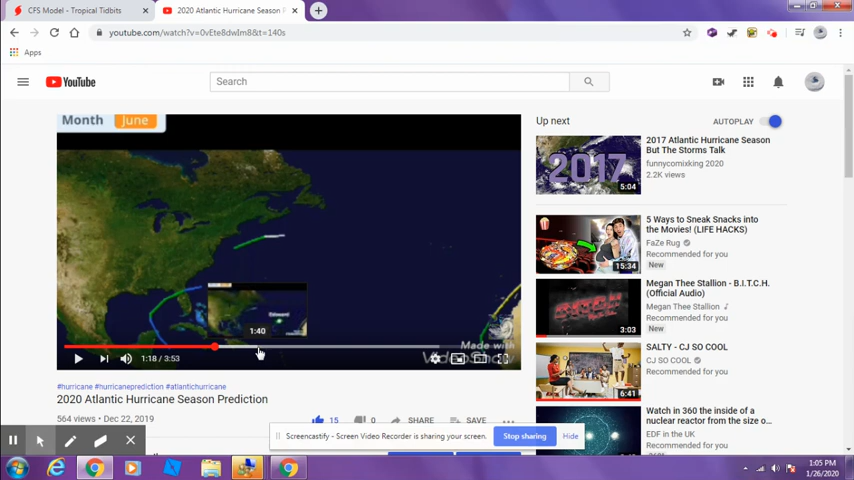 CFS Model - Tropical Tidbits
2020 Atlantic Hurricane Season P
youtube.com/watch?v=0vEte8dwIm8&t=140s
Apps
YouTube
Search
Month June
Edouard
1:40
1:18 / 3:53
Made with
VideoShow
#hurricane #hurricaneprediction #atlantichurricane
2020 Atlantic Hurricane Season Prediction
564 views • Dec 22, 2019
15
0
SHARE
SAVE
Up next
AUTOPLAY
2017
5:04
2017 Atlantic Hurricane Season
But The Storms Talk
funnycomixking 2020
2.2K views
15:34
5 Ways to Sneak Snacks into
the Movies! (LIFE HACKS)
FaZe Rug
Recommended for you
New
3:03
Megan Thee Stallion - B.I.T.C.H.
(Official Audio)
Megan Thee Stallion
Recommended for you
New
6:41
SALTY - CJ SO COOL
CJ SO COOL
Recommended for you
Watch in 360 the inside of a
nuclear reactor from the size o...
EDF in the UK
Screencastify - Screen Video Recorder is sharing your screen.
Stop sharing
Hide
1:05 PM
1/26/2020